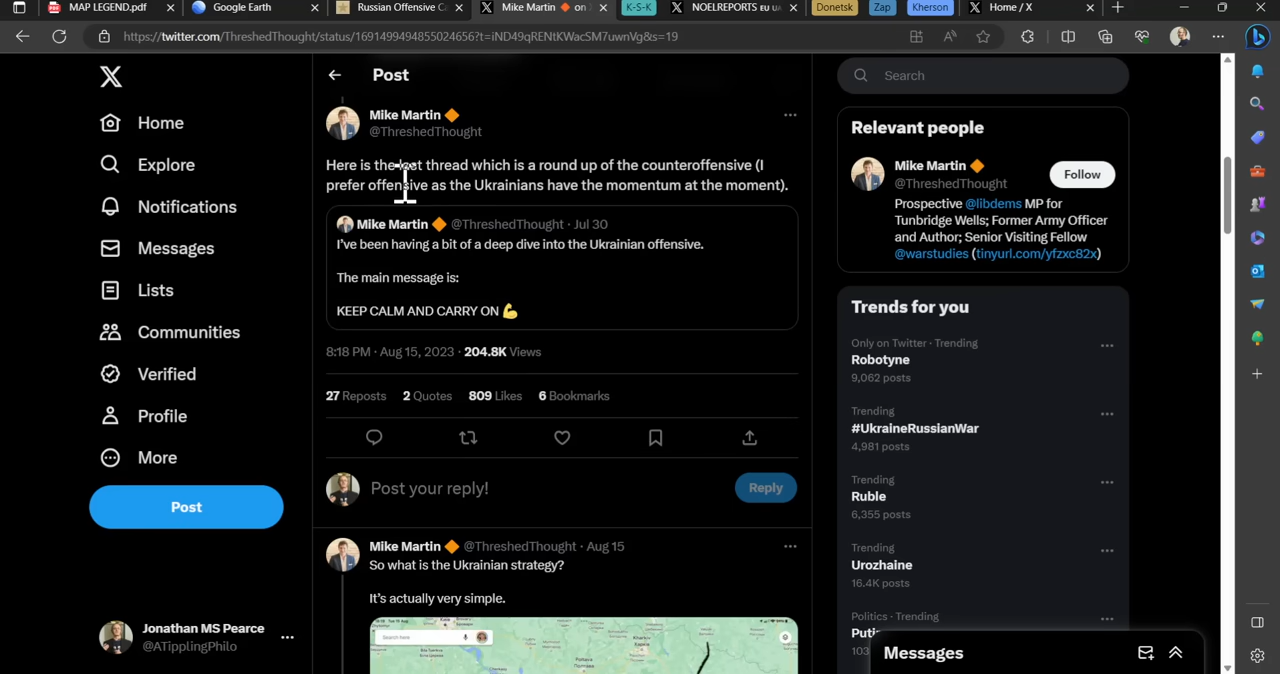 MAP LEGEND.pdf
Google Earth
Russian Offensive Ca
Mike Martin 🔶 on X
K-S-K
NOELREPORTS EU UA
Donetsk
Zap
Kherson
Home / X
https://twitter.com/ThreshedThought/status/1691499494855024656?t=iND49qRENtKWacSM7uwnVg&s=19
Home
Explore
Notifications
Messages
Lists
Communities
Verified
Profile
More
Post
Jonathan MS Pearce
@ATipplingPhilo
Post
Mike Martin 🔶
@ThreshedThought
Here is the last thread which is a round up of the counteroffensive (I
prefer offensive as the Ukrainians have the momentum at the moment).
Mike Martin 🔶 @ThreshedThought · Jul 30
I've been having a bit of a deep dive into the Ukrainian offensive.
The main message is:
KEEP CALM AND CARRY ON 💪
8:18 PM · Aug 15, 2023 · 204.8K Views
27 Reposts 2 Quotes 809 Likes 6 Bookmarks
Post your reply!
Reply
Mike Martin 🔶 @ThreshedThought · Aug 15
So what is the Ukrainian strategy?
It's actually very simple.
Search here
Search
Relevant people
Mike Martin 🔶
@ThreshedThought
Follow
Prospective @libdems MP for
Tunbridge Wells; Former Army Officer
and Author; Senior Visiting Fellow
@warstudies (tinyurl.com/yfzxc82x)
Trends for you
Only on Twitter · Trending
Robotyne
9,062 posts
Trending
#UkraineRussianWar
4,981 posts
Trending
Ruble
6,355 posts
Trending
Urozhaine
16.4K posts
Politics · Trending
Messages